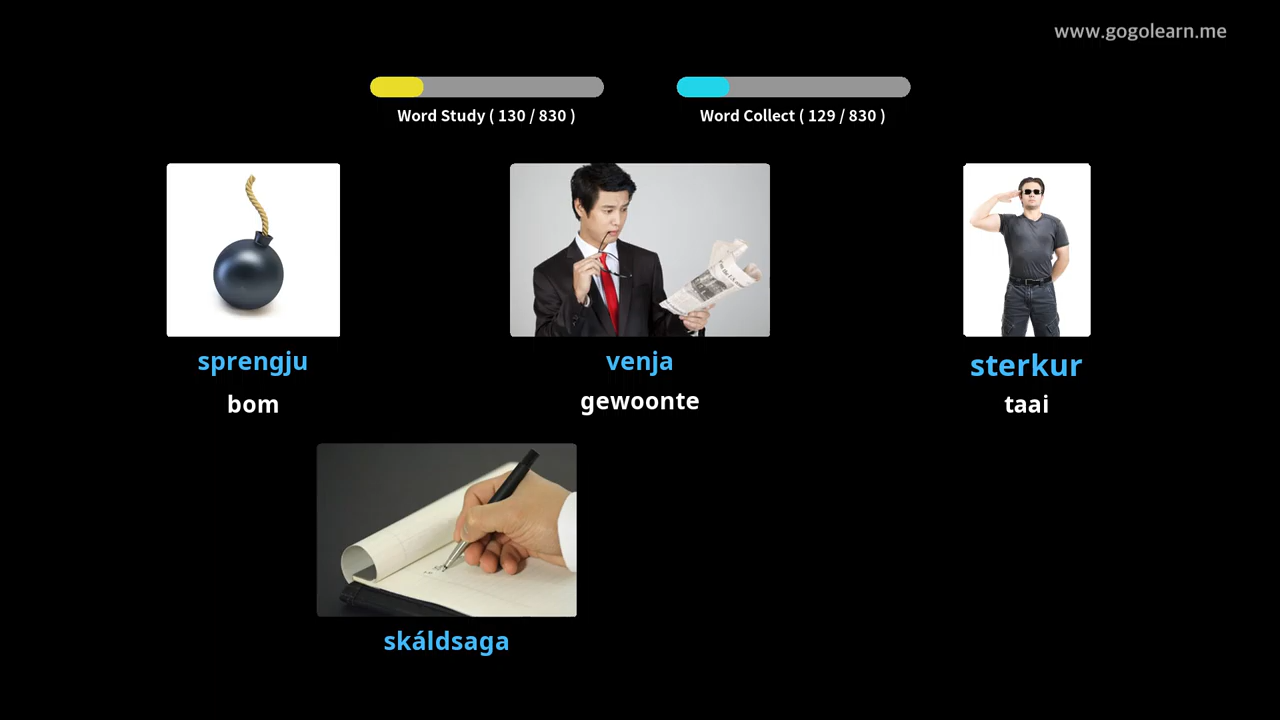 www.gogolearn.me
Word Study ( 130 / 830 )
Word Collect ( 129 / 830 )
sprengju
bom
venja
gewoonte
sterkur
taai
skáldsaga